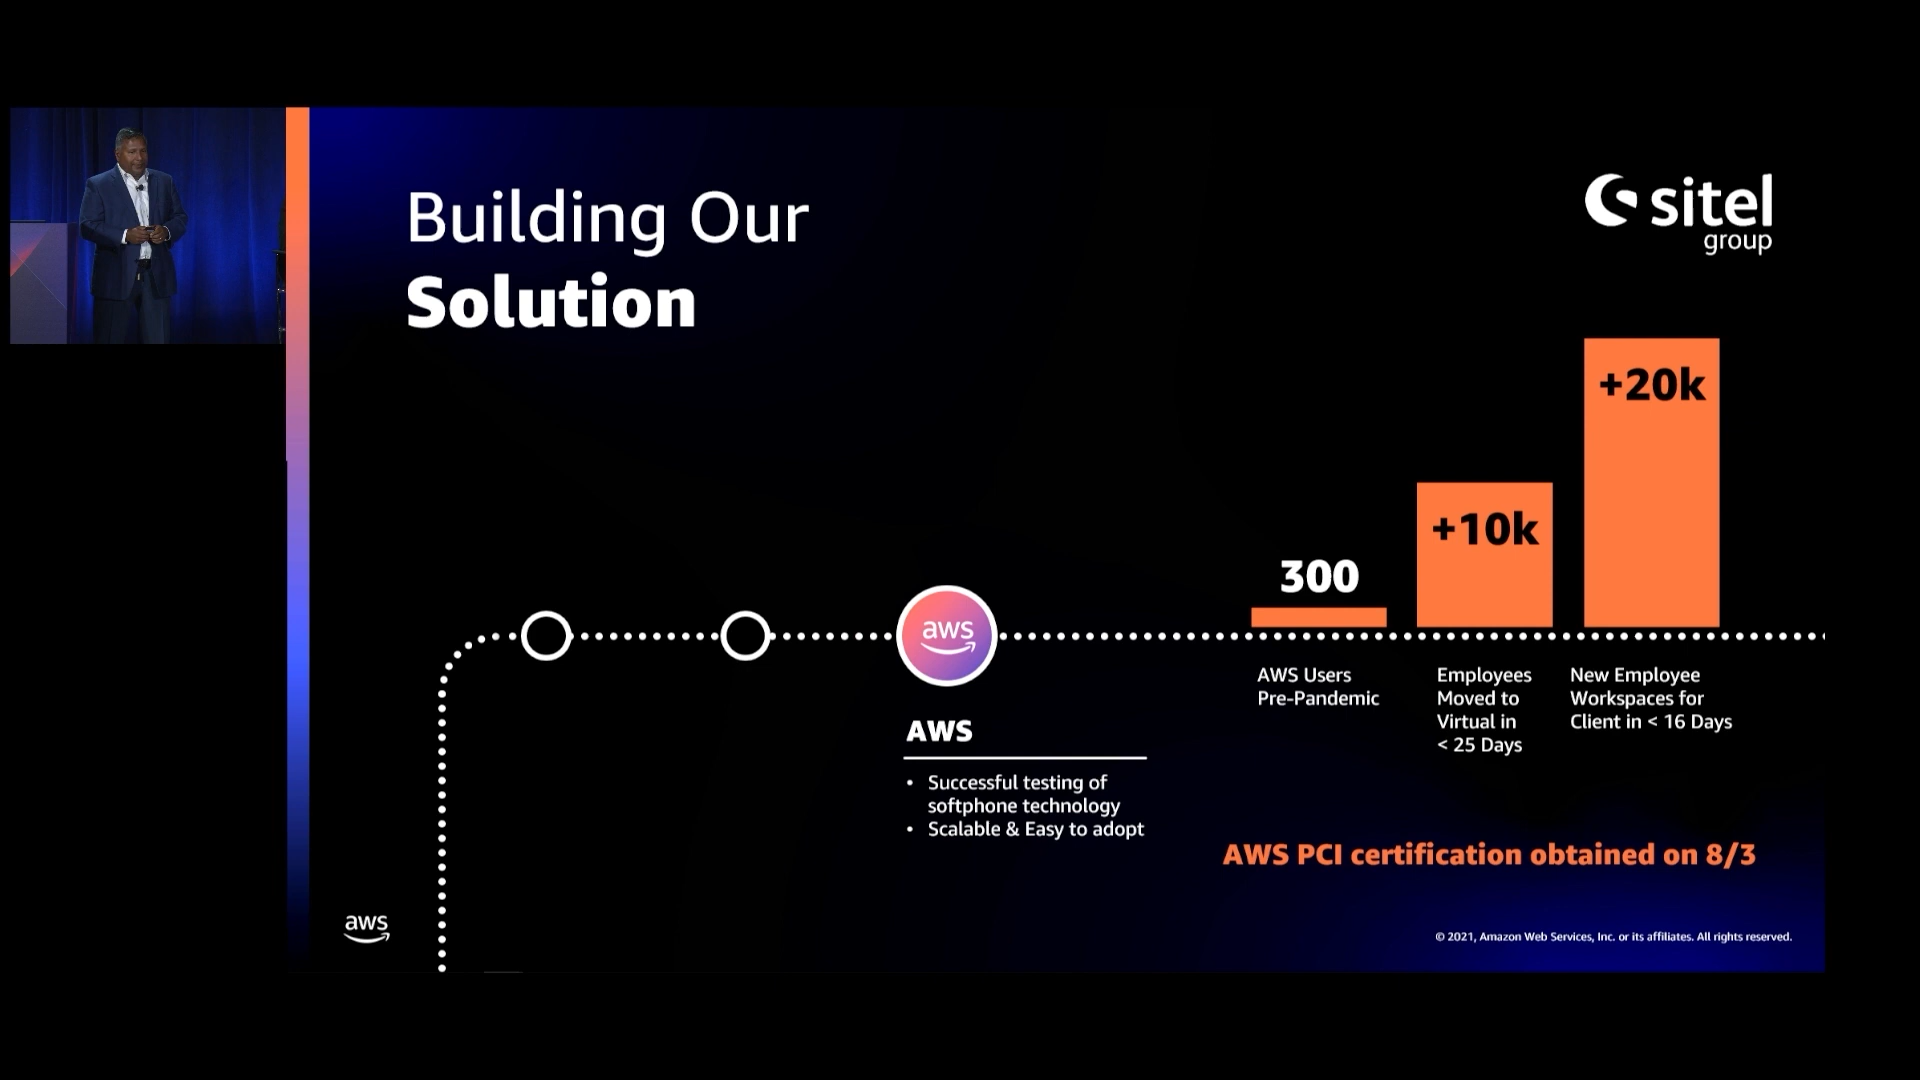 Building Our
Solution
sitel
group
+20k
+10k
300
aws
AWS Users
Pre-Pandemic
Employees
Moved to
Virtual in
< 25 Days
New Employee
Workspaces for
Client in < 16 Days
AWS
• Successful testing of
softphone technology
• Scalable & Easy to adopt
AWS PCI certification obtained on 8/3
aws
© 2021, Amazon Web Services, Inc. or its affiliates. All rights reserved.